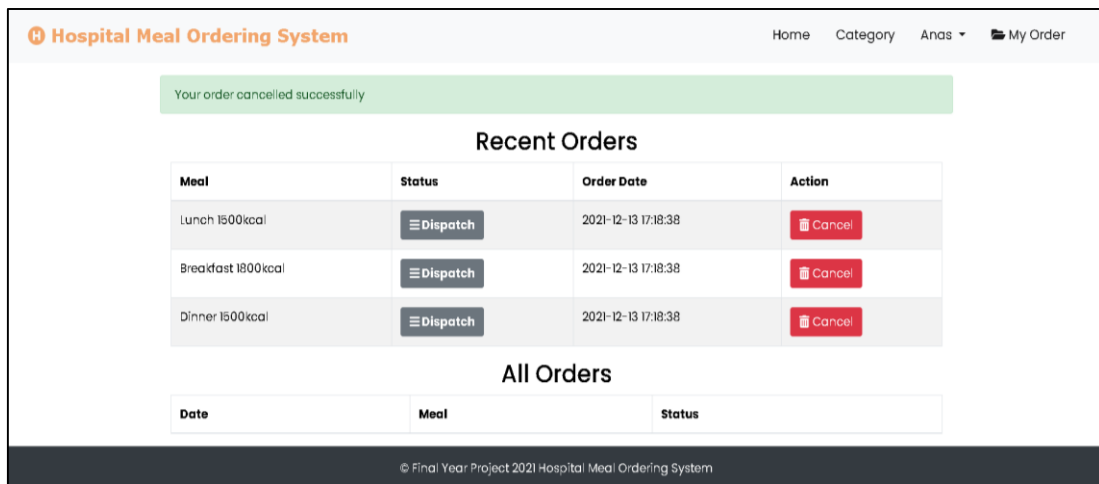 Hospital Meal Ordering System Home Category Anas My Order
Your order cancelled successfully
Recent Orders
Meal Status Order Date Action
Lunch 1500kcal Dispatch 2021-12-13 17:18:38 Cancel
Breakfast 1800kcal Dispatch 2021-12-13 17:18:38 Cancel
Dinner 1500kcal Dispatch 2021-12-13 17:18:38 Cancel
All Orders
Date Meal Status
© Final Year Project 2021 Hospital Meal Ordering System